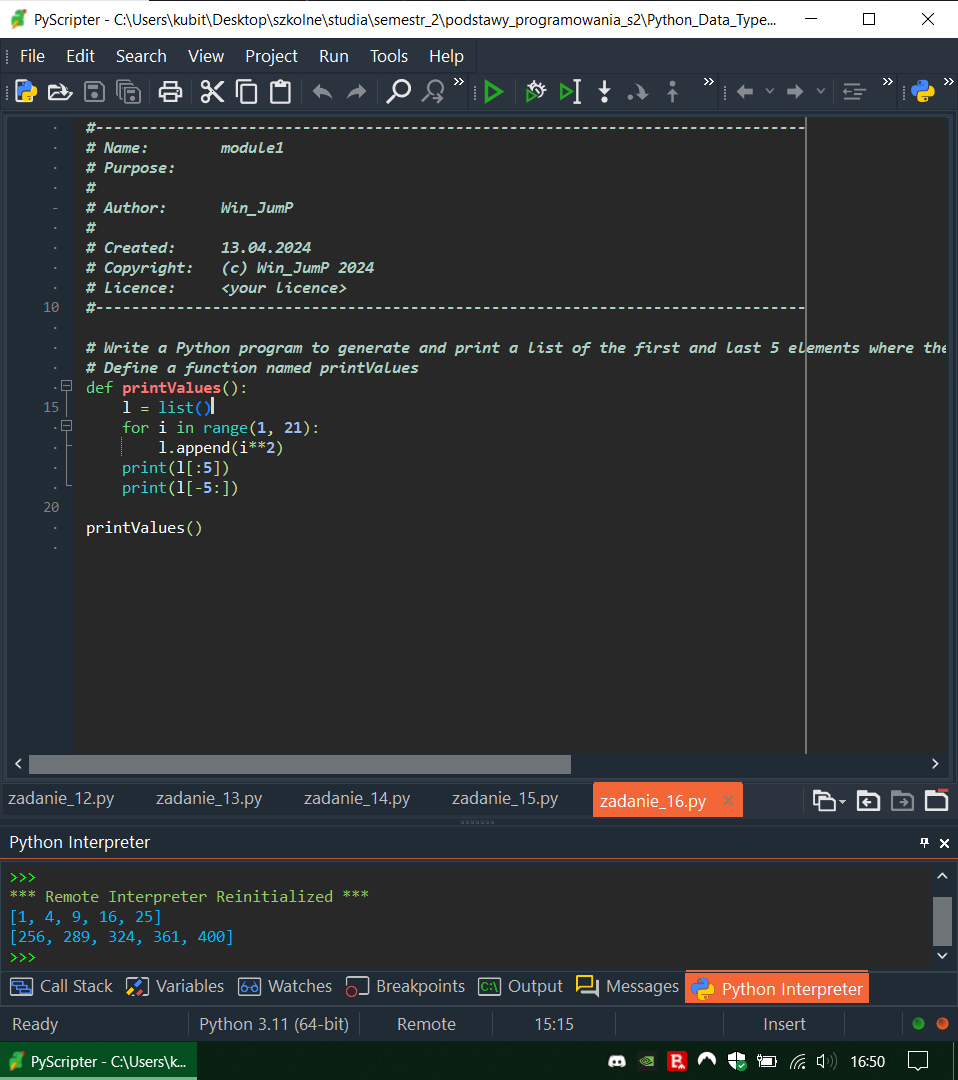 PyScripter - C:\Users\kubit\Desktop\szkolne\studia\semestr_2\podstawy_programowania_s2\Python_Data_Type...
File Edit Search View Project Run Tools Help
#------------------------------------------------------------------------------
# Name:        module1
# Purpose:
#
# Author:      Win_JumP
#
# Created:     13.04.2024
# Copyright:   (c) Win_JumP 2024
# Licence:     <your licence>
10 #------------------------------------------------------------------------------
# Write a Python program to generate and print a list of the first and last 5 elements where the
# Define a function named printValues
def printValues():
15     l = list()
    for i in range(1, 21):
        l.append(i**2)
    print(l[:5])
    print(l[-5:])
20
printValues()
zadanie_12.py zadanie_13.py zadanie_14.py zadanie_15.py zadanie_16.py
Python Interpreter
>>>
*** Remote Interpreter Reinitialized ***
[1, 4, 9, 16, 25]
[256, 289, 324, 361, 400]
>>>
Call Stack Variables Watches Breakpoints Output Messages Python Interpreter
Ready Python 3.11 (64-bit) Remote 15:15 Insert
PyScripter - C:\Users\k... 16:50